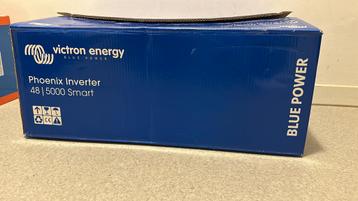 victron energy
BLUE POWER
Phoenix Inverter
48 | 5000 Smart
BLUE POWER